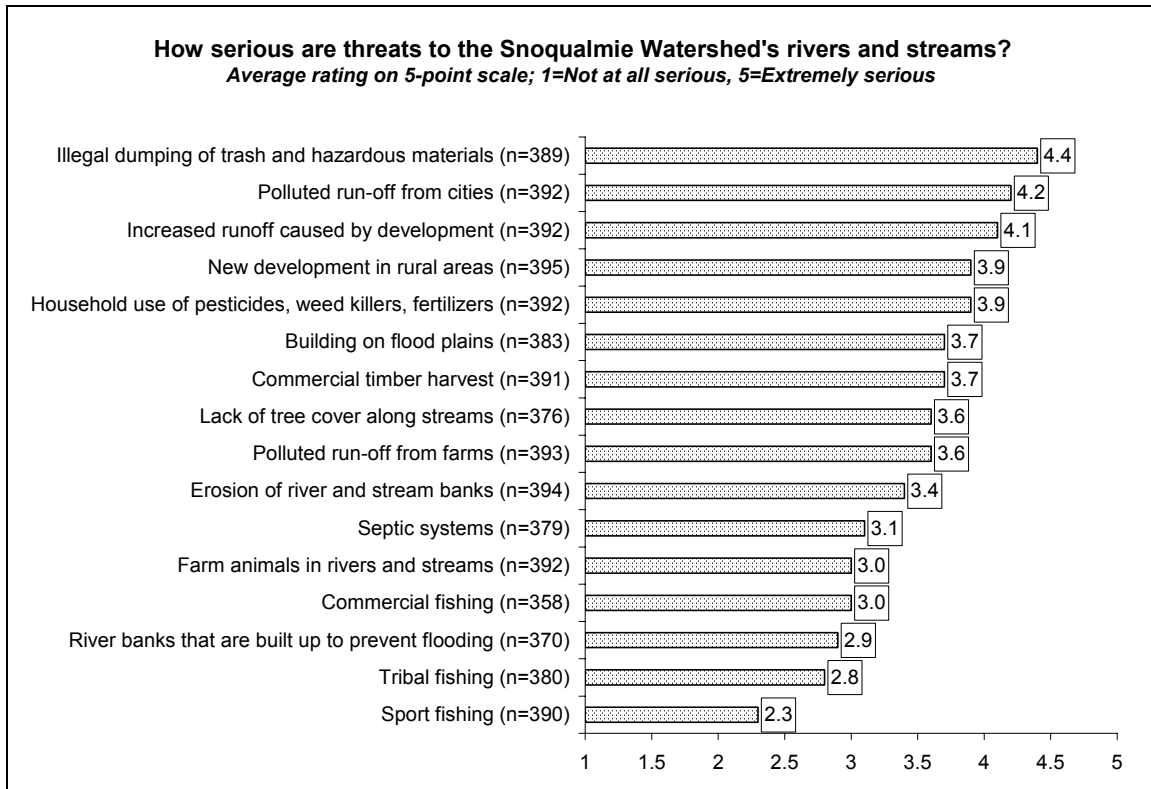 How serious are threats to the Snoqualmie Watershed's rivers and streams?
Average rating on 5-point scale; 1=Not at all serious, 5=Extremely serious
Illegal dumping of trash and hazardous materials (n=389) 4.4
Polluted run-off from cities (n=392) 4.2
Increased runoff caused by development (n=392) 4.1
New development in rural areas (n=395) 3.9
Household use of pesticides, weed killers, fertilizers (n=392) 3.9
Building on flood plains (n=383) 3.7
Commercial timber harvest (n=391) 3.7
Lack of tree cover along streams (n=376) 3.6
Polluted run-off from farms (n=393) 3.6
Erosion of river and stream banks (n=394) 3.4
Septic systems (n=379) 3.1
Farm animals in rivers and streams (n=392) 3.0
Commercial fishing (n=358) 3.0
River banks that are built up to prevent flooding (n=370) 2.9
Tribal fishing (n=380) 2.8
Sport fishing (n=390) 2.3
1 1.5 2 2.5 3 3.5 4 4.5 5